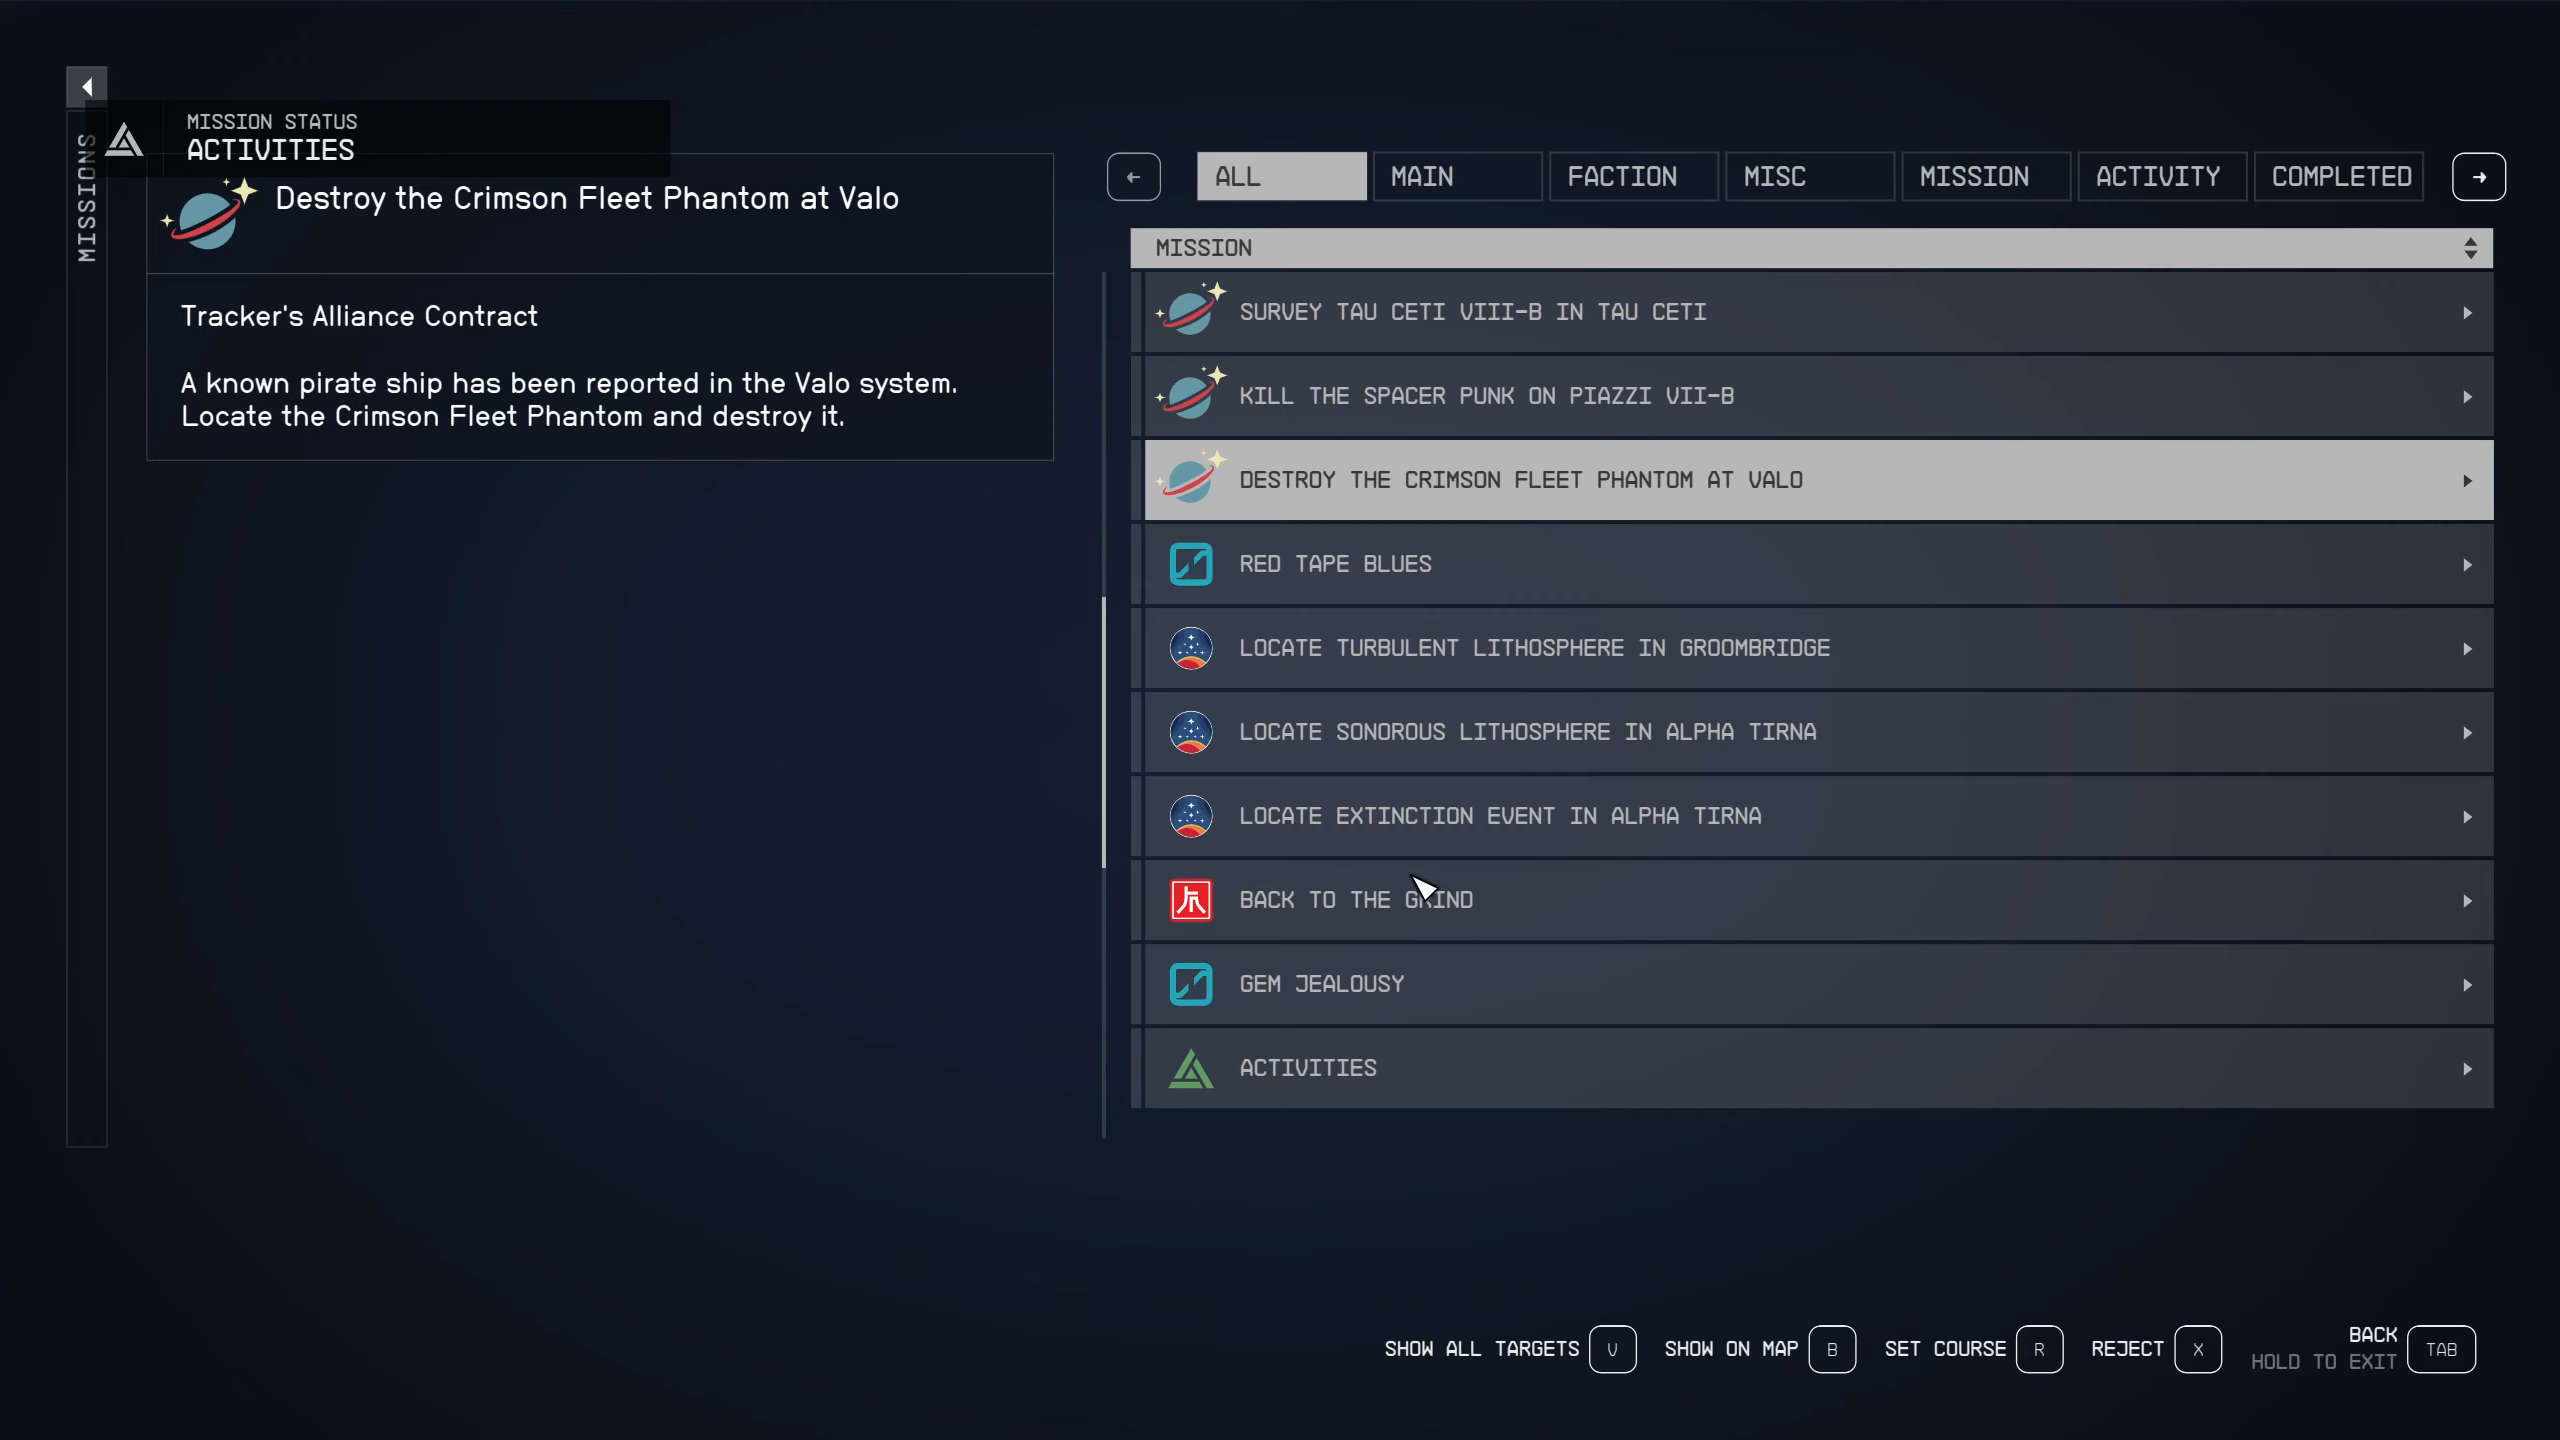 MISSIONS
MISSION STATUS
ACTIVITIES
Destroy the Crimson Fleet Phantom at Valo
Tracker's Alliance Contract
A known pirate ship has been reported in the Valo system.
Locate the Crimson Fleet Phantom and destroy it.
ALL MAIN FACTION MISC MISSION ACTIVITY COMPLETED
MISSION
SURVEY TAU CETI VIII-B IN TAU CETI
KILL THE SPACER PUNK ON PIAZZI VII-B
DESTROY THE CRIMSON FLEET PHANTOM AT VALO
RED TAPE BLUES
LOCATE TURBULENT LITHOSPHERE IN GROOMBRIDGE
LOCATE SONOROUS LITHOSPHERE IN ALPHA TIRNA
LOCATE EXTINCTION EVENT IN ALPHA TIRNA
BACK TO THE GRIND
GEM JEALOUSY
ACTIVITIES
SHOW ALL TARGETS V SHOW ON MAP B SET COURSE R REJECT X BACK TAB
HOLD TO EXIT